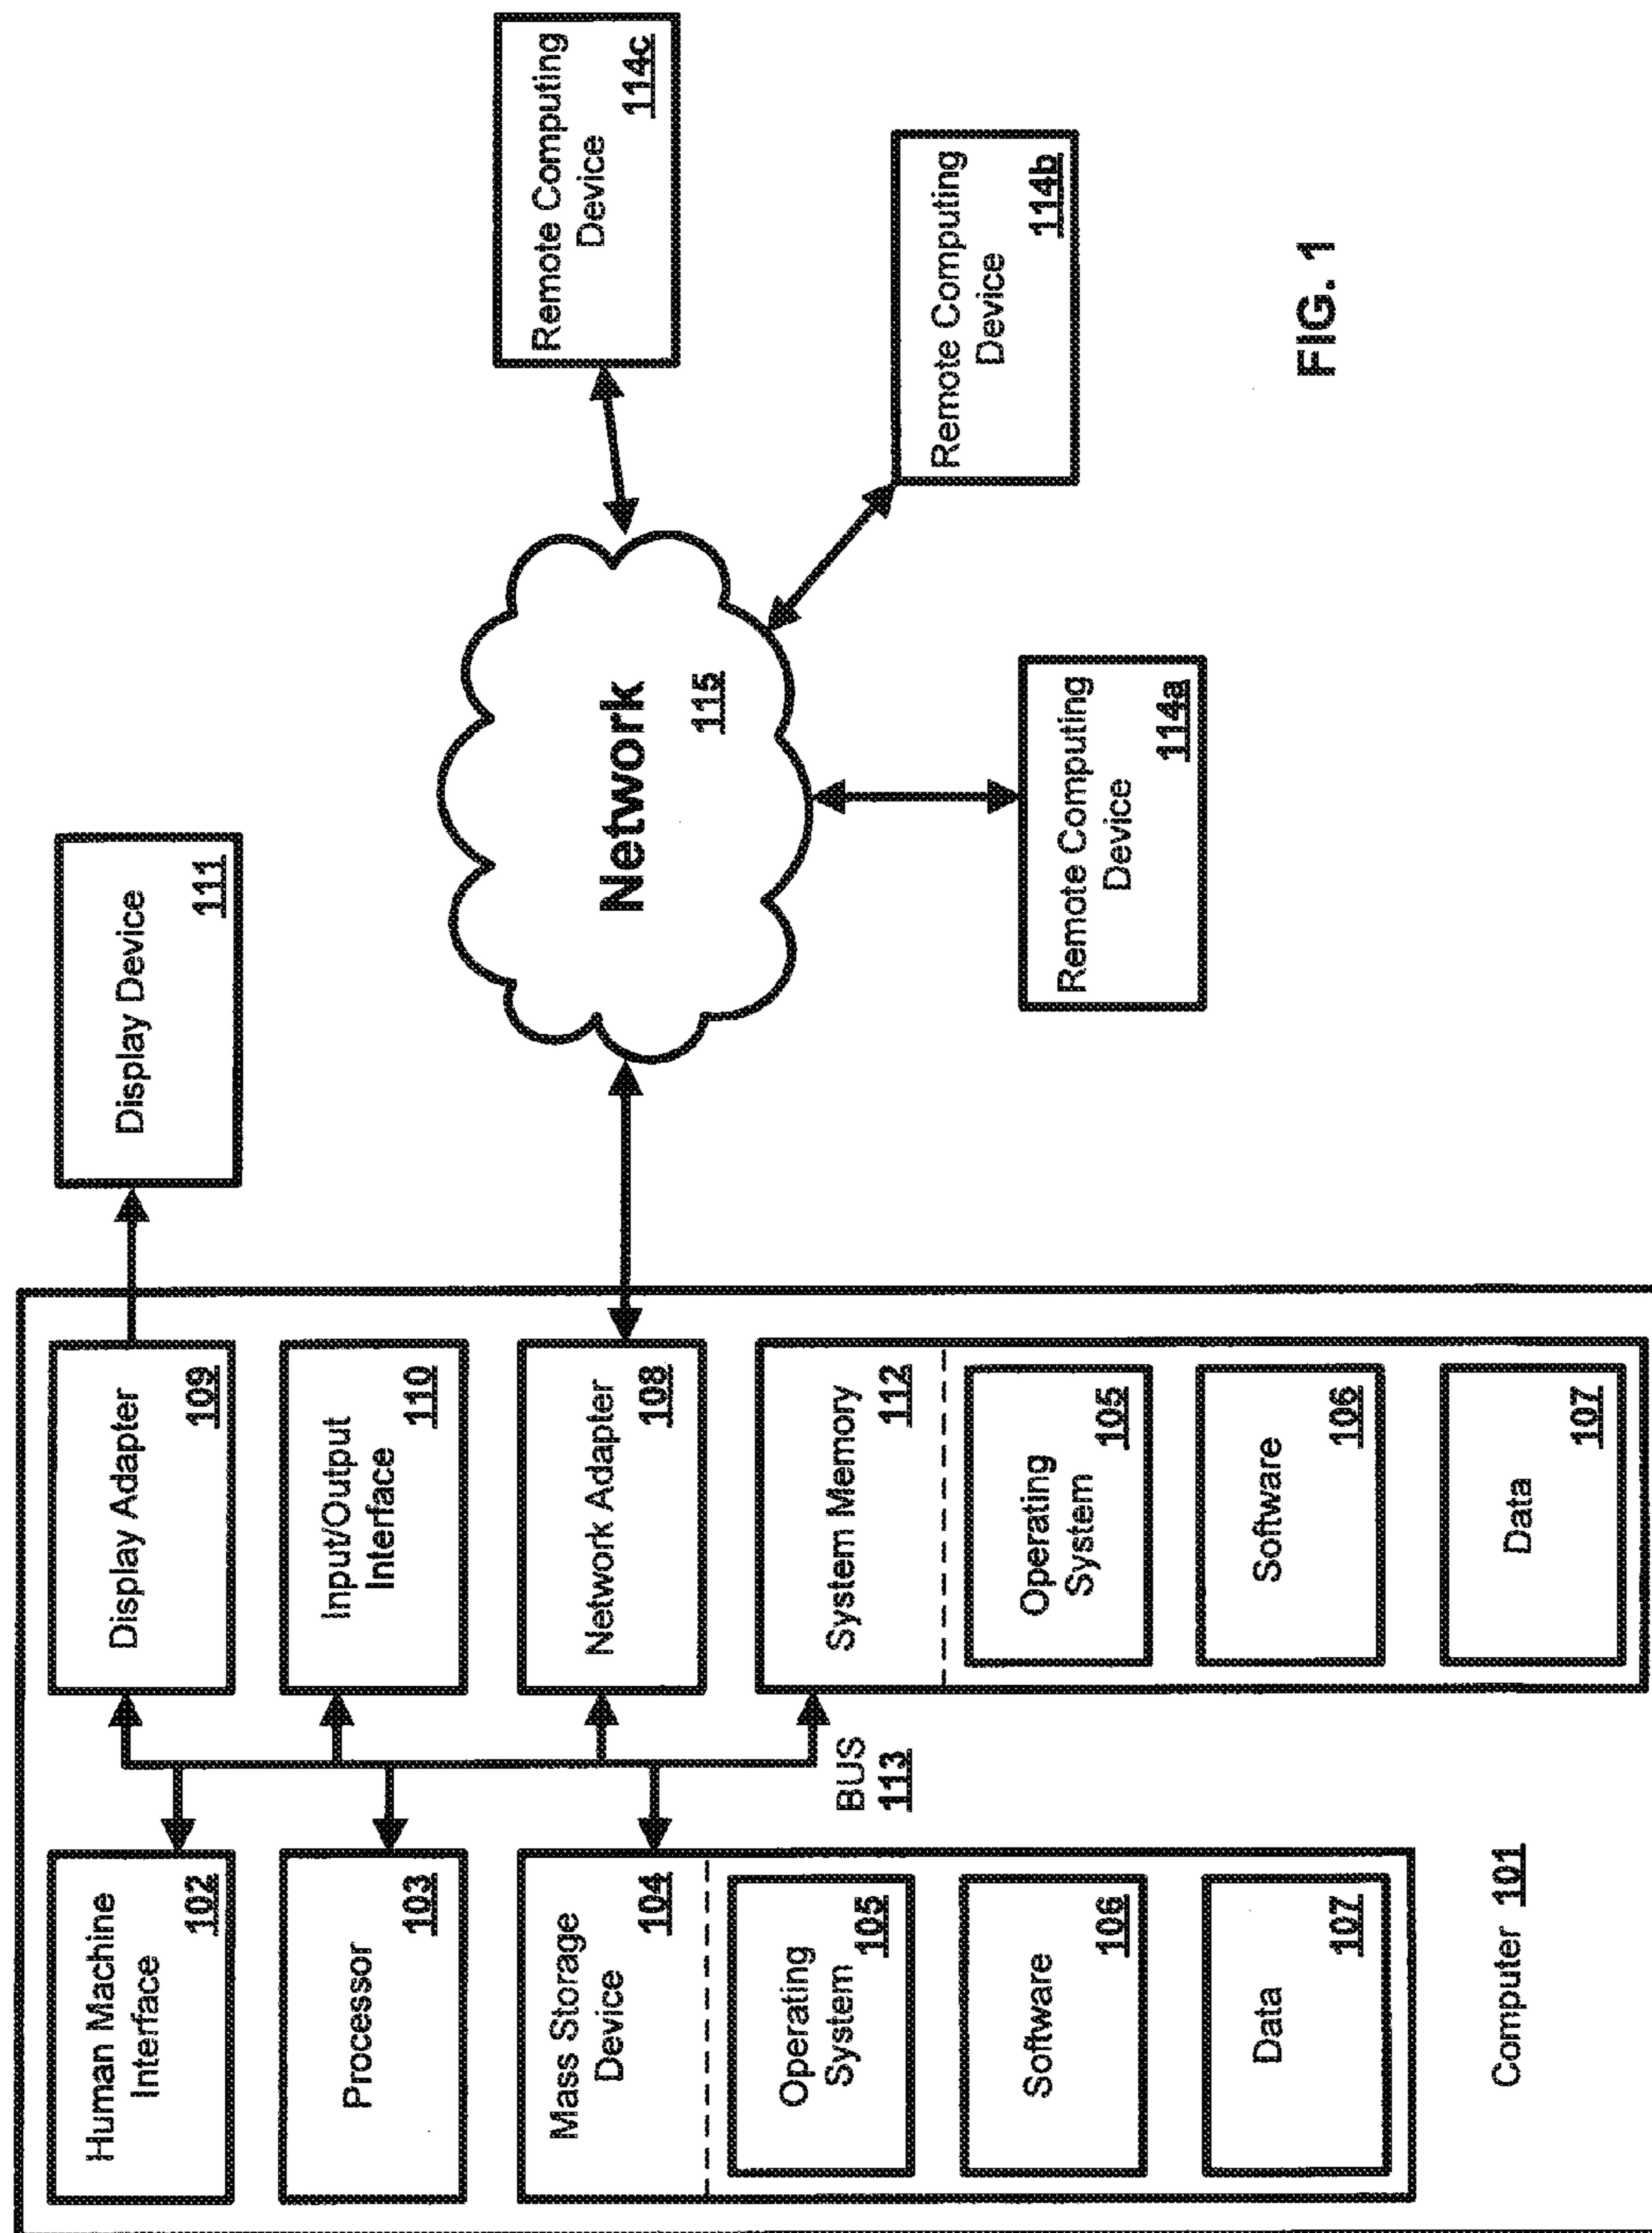 Human Machine
Interface
102
Processor
103
Mass Storage
Device
104
Operating
System
105
Software
106
Data
107
Computer 101
BUS
113
Display Adapter
109
Input/Output
Interface
110
Network Adapter
108
System Memory
112
Operating
System
105
Software
106
Data
107
Display Device
111
Network
115
Remote Computing
Device
114a
Remote Computing
Device
114b
Remote Computing
Device
114c
FIG. 1